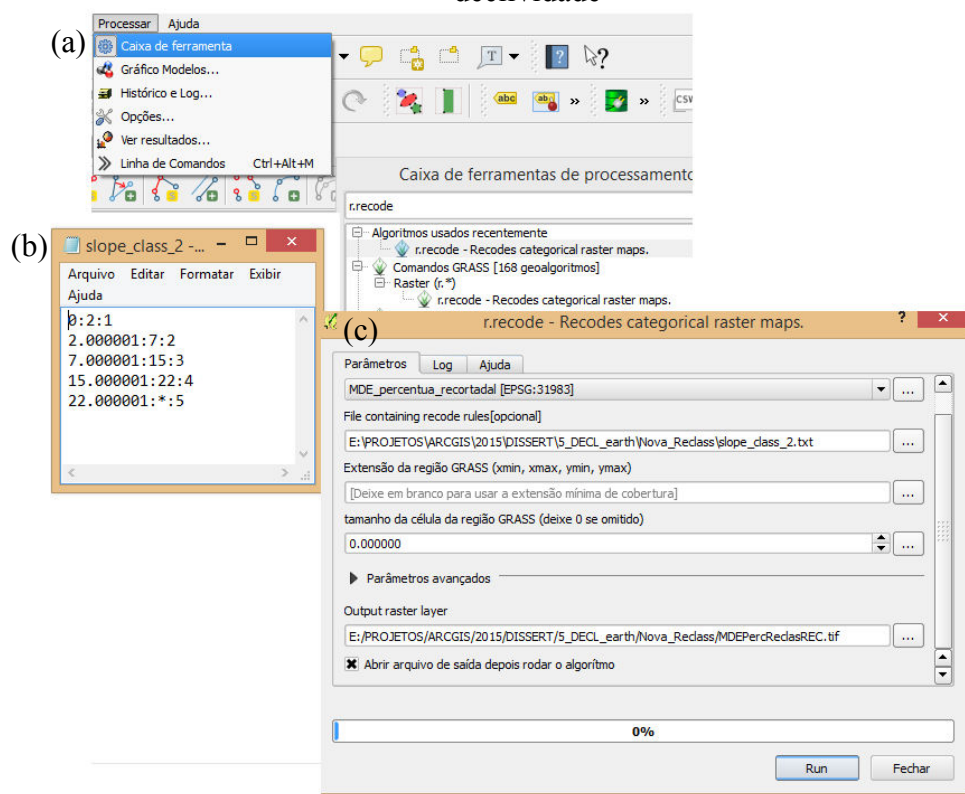 declividade
(a)
Processar Ajuda
Caixa de ferramenta
Gráfico Modelos...
Histórico e Log...
Opções...
Ver resultados...
Linha de Comandos Ctrl+Alt+M
T
?
?
abc
abc
»
»
CSV
Caixa de ferramentas de processamento
r.recode
Algoritmos usados recentemente
r.recode - Recodes categorical raster maps.
Comandos GRASS [168 geoalgoritmos]
Raster (r.*)
r.recode - Recodes categorical raster maps.
(b)
slope_class_2 -...
Arquivo Editar Formatar Exibir
Ajuda
0:2:1
2.000001:7:2
7.000001:15:3
15.000001:22:4
22.000001:*:5
(c)
r.recode - Recodes categorical raster maps.
?
Parâmetros Log Ajuda
MDE_percentua_recortadal [EPSG:31983]
...
File containing recode rules[opcional]
E:\PROJETOS\ARCGIS\2015\DISSERT\5_DECL_earth\Nova_Reclass\slope_class_2.txt
...
Extensão da região GRASS (xmin, xmax, ymin, ymax)
[Deixe em branco para usar a extensão mínima de cobertura]
...
tamanho da célula da região GRASS (deixe 0 se omitido)
0.000000
...
Parâmetros avançados
Output raster layer
E:/PROJETOS/ARCGIS/2015/DISSERT/5_DECL_earth/Nova_Reclass/MDEPercReclasREC.tif
...
Abrir arquivo de saída depois rodar o algorítmo
0%
Run Fechar